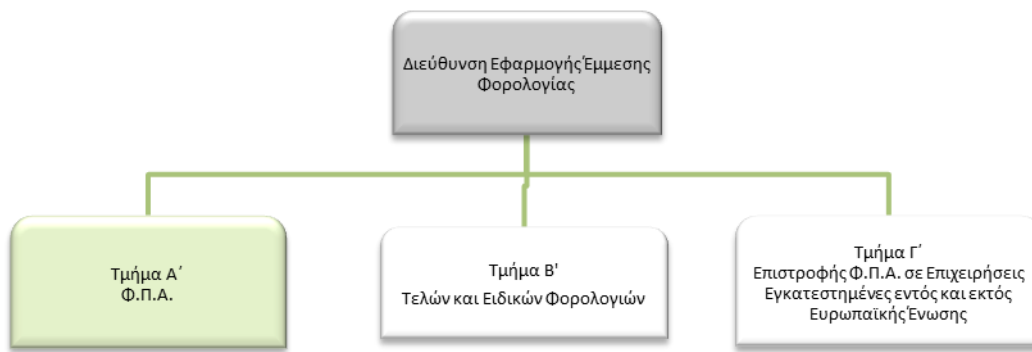 Διεύθυνση Εφαρμογής Έμμεσης
Φορολογίας
Τμήμα Α΄
Φ.Π.Α.
Τμήμα Β'
Τελών και Ειδικών Φορολογιών
Τμήμα Γ΄
Επιστροφής Φ.Π.Α. σε Επιχειρήσεις
Εγκατεστημένες εντός και εκτός
Ευρωπαϊκής Ένωσης